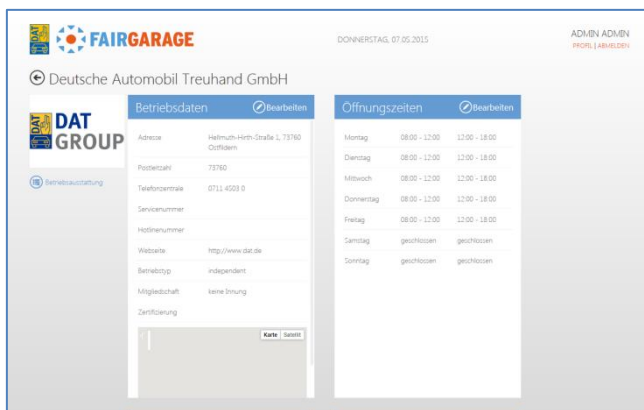 DAT FAIRGARAGE
DONNERSTAG, 07.05.2015
ADMIN ADMIN
PROFIL | ABMELDEN
Deutsche Automobil Treuhand GmbH
DAT
GROUP
Betriebsausstattung
Betriebsdaten Bearbeiten
Adresse Hellmuth-Hirth-Straße 1, 73760
Ostfildern
Postleitzahl 73760
Telefonzentrale 0711 4503 0
Servicenummer
Hotlinenummer
Webseite http://www.dat.de
Betriebstyp independent
Mitgliedschaft keine Innung
Zertifizierung
Karte Satellit
Öffnungszeiten Bearbeiten
Montag 08:00 - 12:00 12:00 - 18:00
Dienstag 08:00 - 12:00 12:00 - 18:00
Mittwoch 08:00 - 12:00 12:00 - 18:00
Donnerstag 08:00 - 12:00 12:00 - 18:00
Freitag 08:00 - 12:00 12:00 - 18:00
Samstag geschlossen geschlossen
Sonntag geschlossen geschlossen